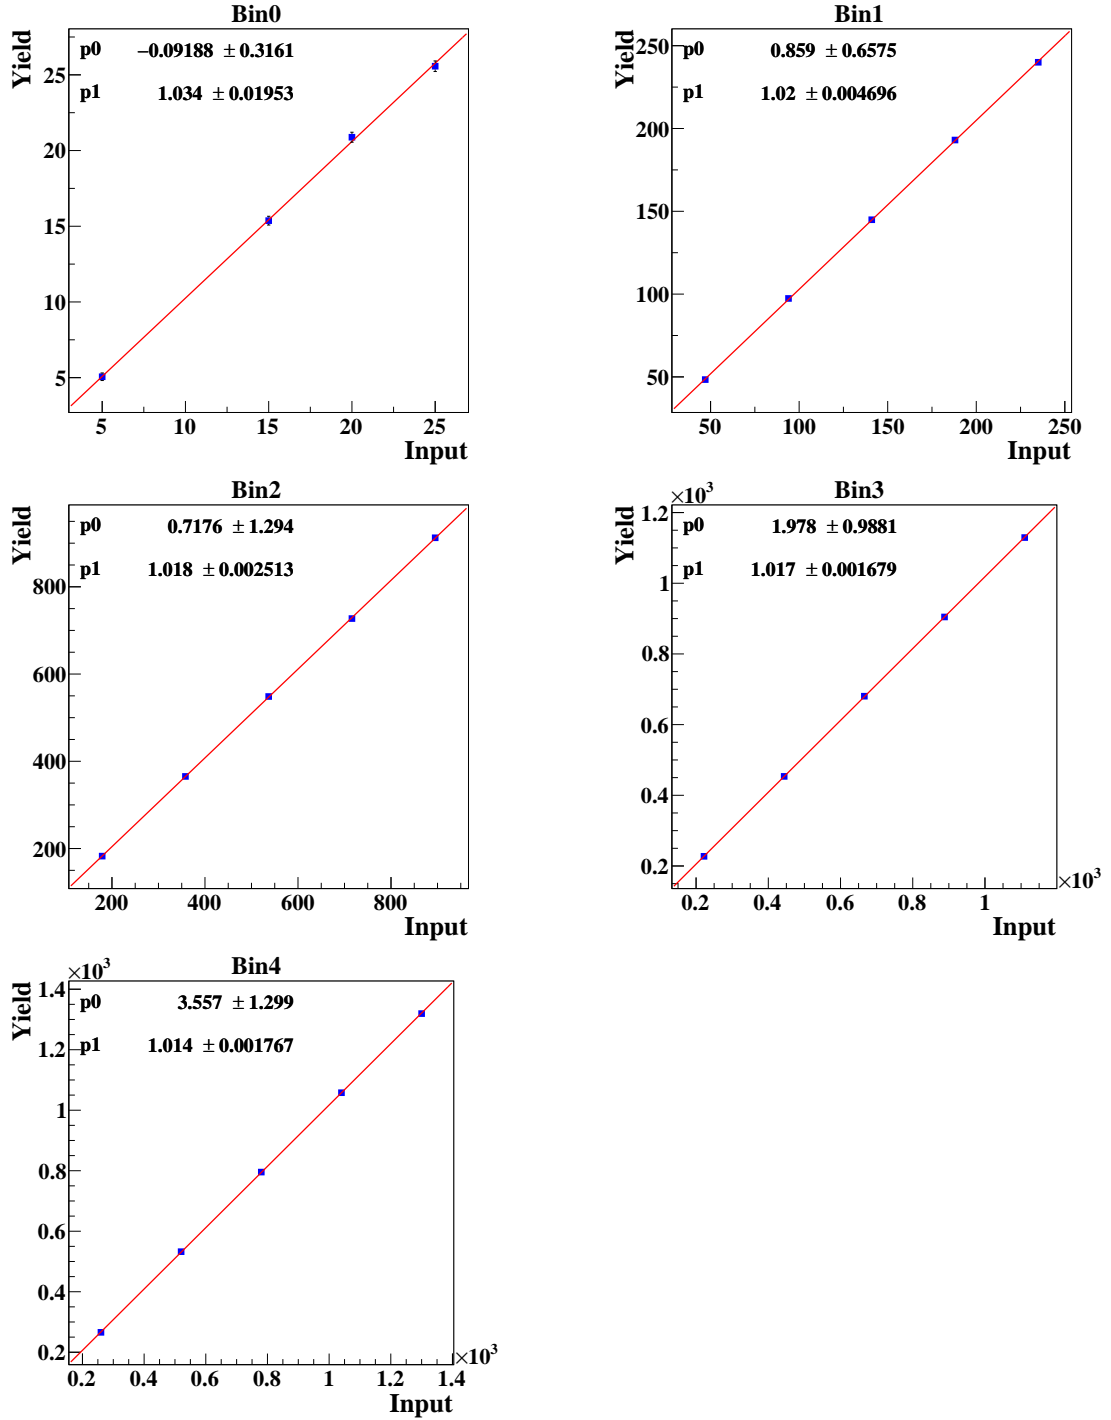 Bin0
Yield
p0 −0.09188 ± 0.3161
p1 1.034 ± 0.01953
25
20
15
10
5
5 10 15 20 25
Input
Bin1
Yield
p0 0.859 ± 0.6575
p1 1.02 ± 0.004696
250
200
150
100
50
50 100 150 200 250
Input
Bin2
Yield
p0 0.7176 ± 1.294
p1 1.018 ± 0.002513
800
600
400
200
200 400 600 800
Input
Bin3
×10³
Yield
p0 1.978 ± 0.9881
p1 1.017 ± 0.001679
1.2
1
0.8
0.6
0.4
0.2
0.2 0.4 0.6 0.8 1
×10³
Input
Bin4
×10³
Yield
p0 3.557 ± 1.299
p1 1.014 ± 0.001767
1.4
1.2
1
0.8
0.6
0.4
0.2
0.2 0.4 0.6 0.8 1 1.2 1.4
×10³
Input